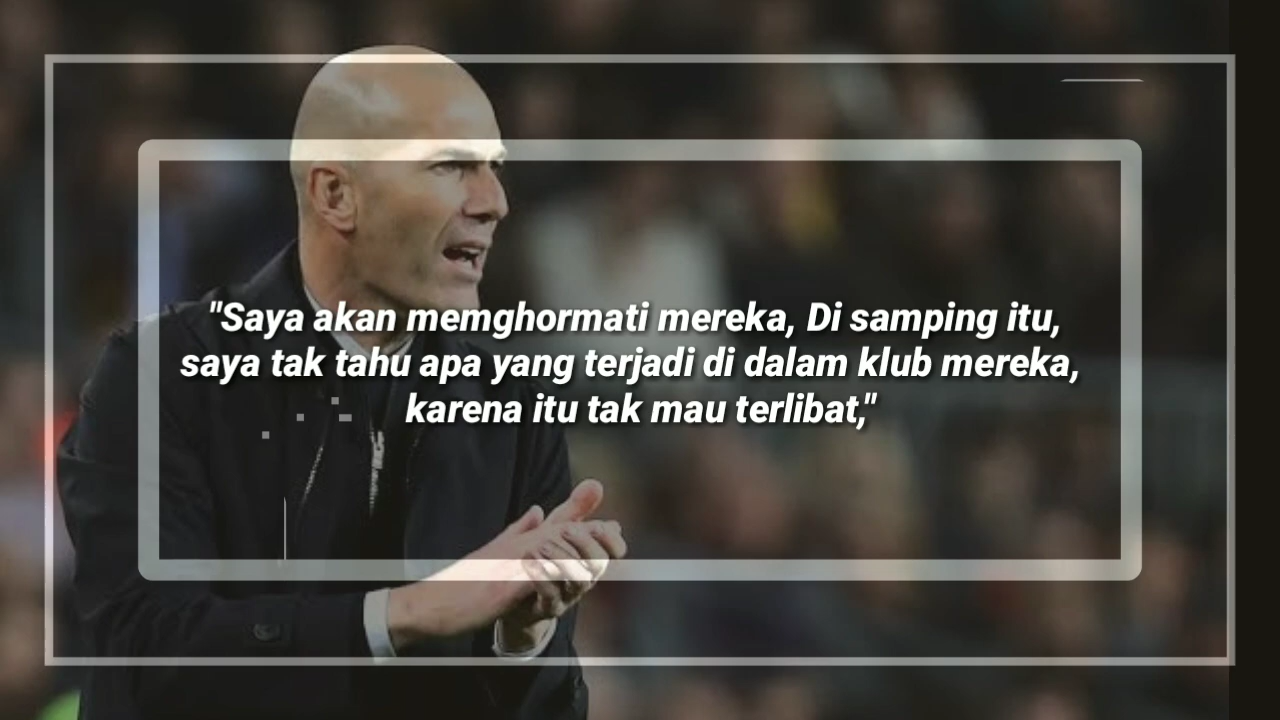 "Saya akan memghormati mereka, Di samping itu,
saya tak tahu apa yang terjadi di dalam klub mereka,
karena itu tak mau terlibat,"